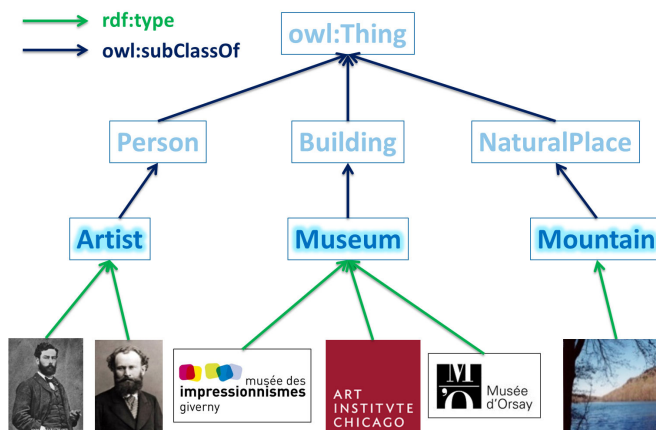 rdf:type
owl:subClassOf
owl:Thing
Person
Building
NaturalPlace
Artist
Museum
Mountain
musée des
impressionnismes
giverny
ART
INSTITVTE
CHICAGO
M'O
Musée
d'Orsay